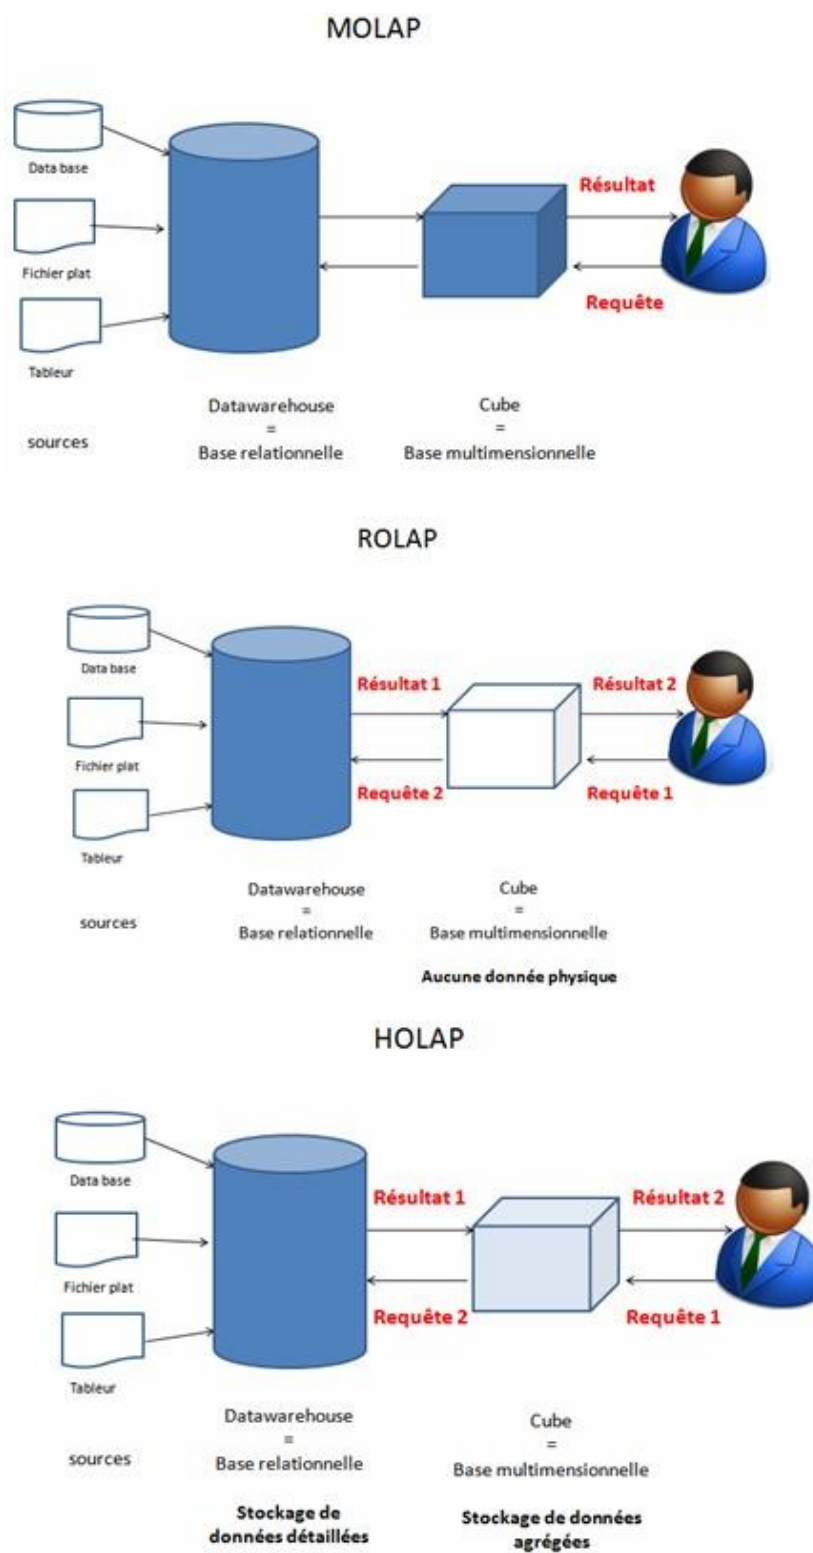 MOLAP
Data base
Fichier plat
Tableur
sources
Résultat
Requête
Datawarehouse
=
Base relationnelle
Cube
=
Base multimensionnelle
ROLAP
Data base
Fichier plat
Tableur
sources
Résultat 1
Résultat 2
Requête 2
Requête 1
Datawarehouse
=
Base relationnelle
Cube
=
Base multimensionnelle
Aucune donnée physique
HOLAP
Data base
Fichier plat
Tableur
sources
Résultat 1
Résultat 2
Requête 2
Requête 1
Datawarehouse
=
Base relationnelle
Stockage de
données détaillées
Cube
=
Base multimensionnelle
Stockage de données
agrégées